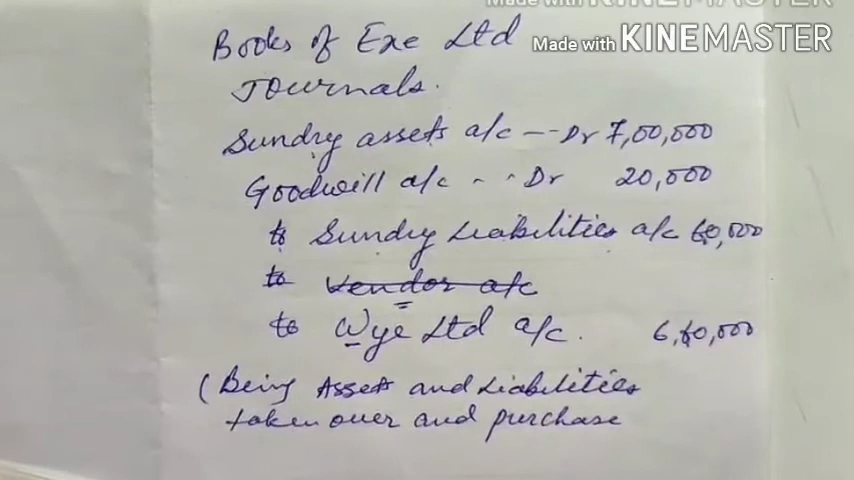 Made with KINEMASTER
Books of Exe Ltd
Journals.
Sundry assets a/c -- Dr 7,00,000
Goodwill a/c - - Dr 20,000
to Sundry Liabilities a/c 60,000
to Vendor a/c
to Wye Ltd a/c. 6,60,000
(Being Assets and Liabilities
taken over and purchase